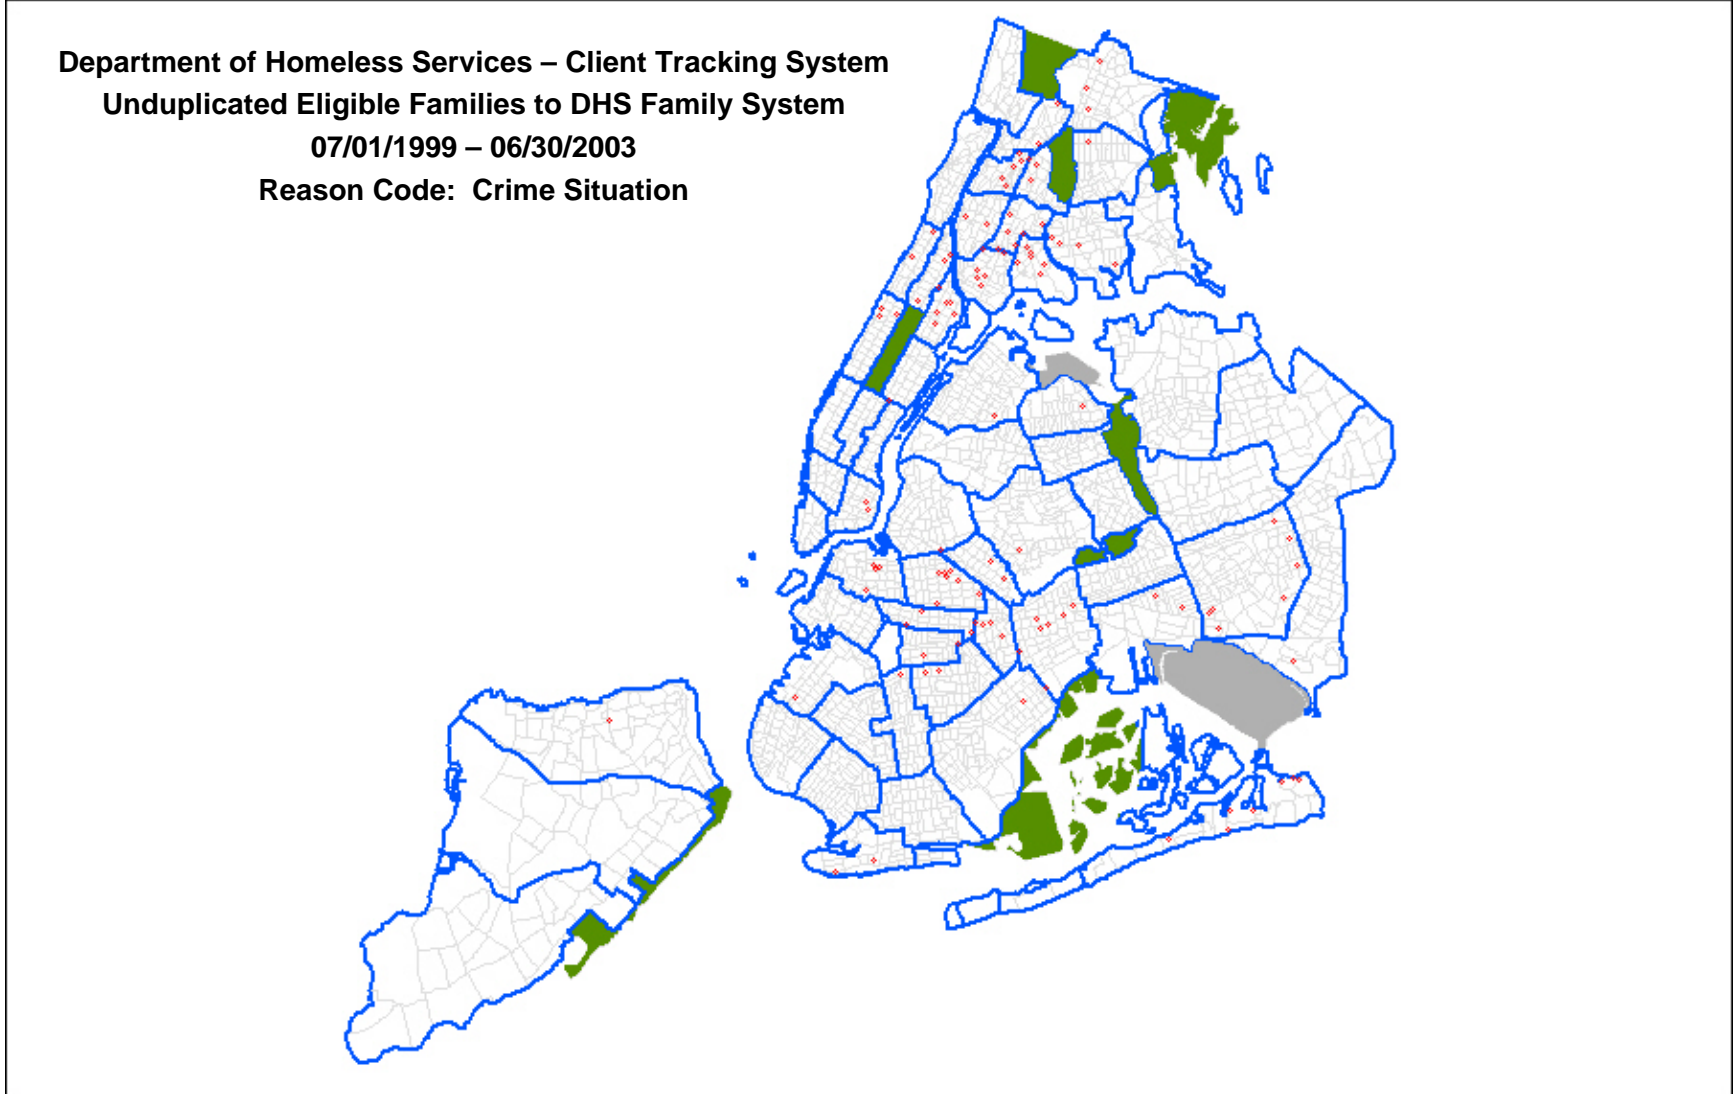 Department of Homeless Services – Client Tracking System
Unduplicated Eligible Families to DHS Family System
07/01/1999 – 06/30/2003
Reason Code:  Crime Situation